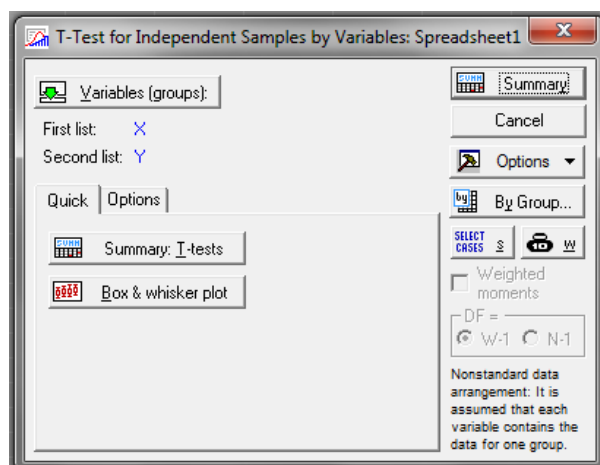 T-Test for Independent Samples by Variables: Spreadsheet1
Variables (groups):
First list: X
Second list: Y
Quick
Options
Summary: T-tests
Box & whisker plot
SUMM
Summary
Cancel
Options
by
By Group...
SELECT
CASES
S
W
Weighted
moments
DF =
W-1
N-1
Nonstandard data
arrangement: It is
assumed that each
variable contains the
data for one group.